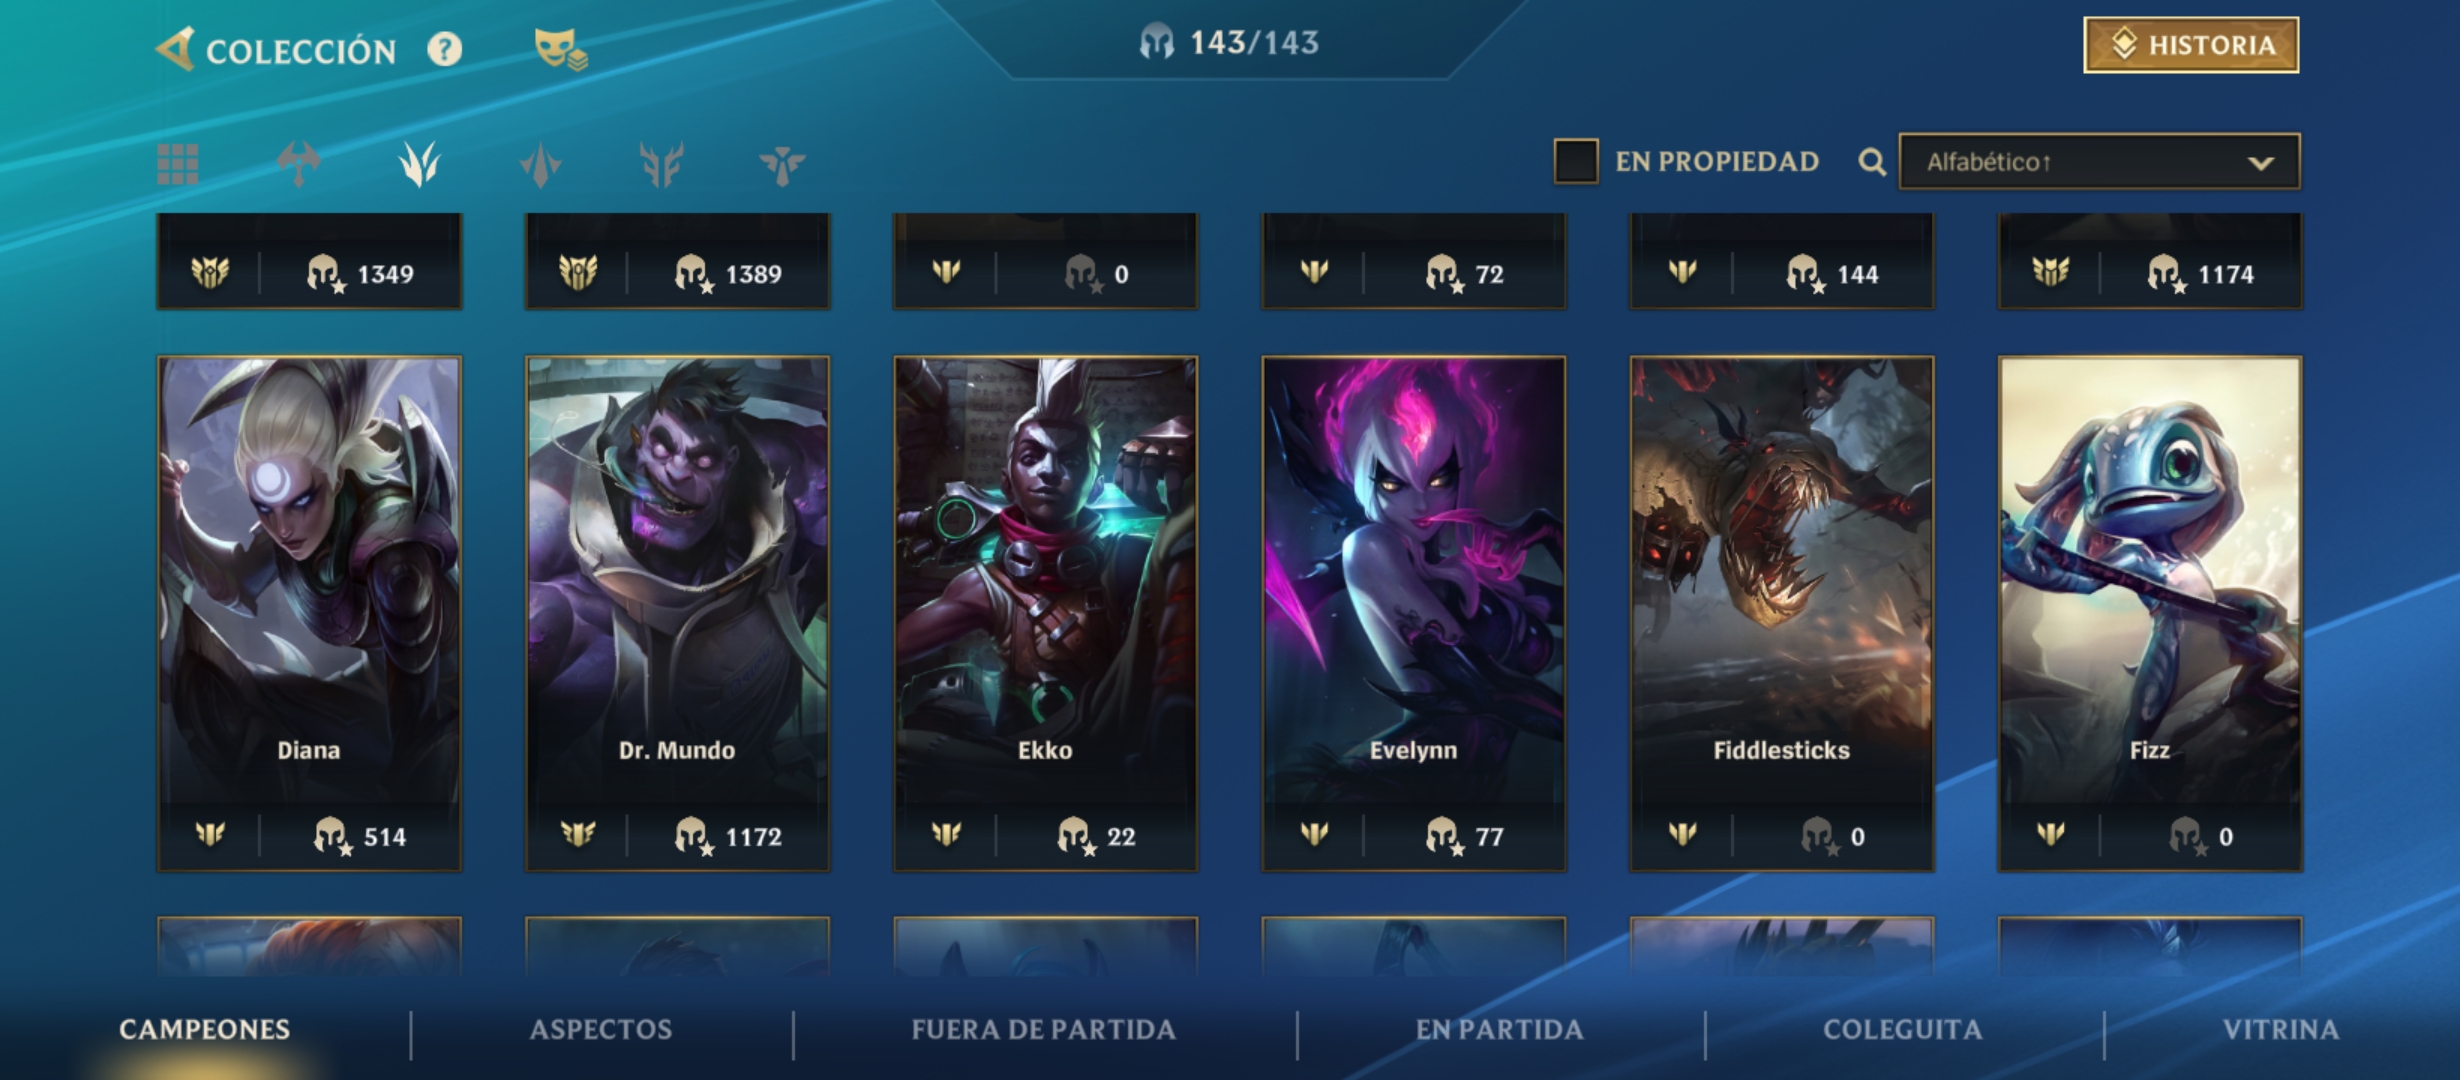 COLECCIÓN ?
143/143
HISTORIA
EN PROPIEDAD
Alfabético↑
1349
1389
0
72
144
1174
Diana
Dr. Mundo
Ekko
Evelynn
Fiddlesticks
Fizz
514
1172
22
77
0
0
CAMPEONES
ASPECTOS
FUERA DE PARTIDA
EN PARTIDA
COLEGUITA
VITRINA